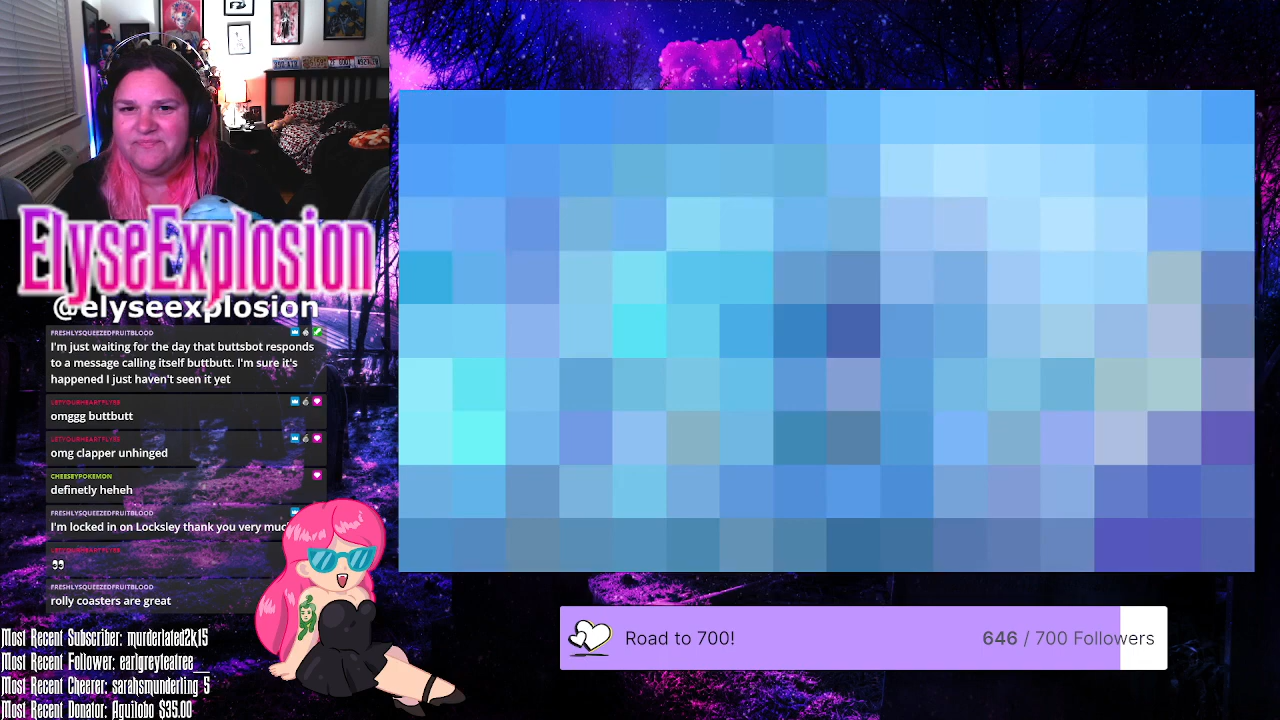 ElyseExplosion
@elyseexplosion
FRESHLYSQUEEZEDFRUITBLOOD
I'm just waiting for the day that buttsbot responds
to a message calling itself buttbutt. I'm sure it's
happened I just haven't seen it yet
LETYOURHEARTFLYEE
omggg buttbutt
LETYOURHEARTFLYEE
omg clapper unhinged
CHEESEYPOKEMON
definetly heheh
FRESHLYSQUEEZEDFRUITBLOOD
I'm locked in on Locksley thank you very muc
FRESHLYSQUEEZEDFRUITBLOOD
rolly coasters are great
Most Recent Subscriber: murderlated2k15
Most Recent Follower: earlgreyteatree__
Most Recent Cheerer: sarahsmunderling 5
Most Recent Donator: Aguilobo $35.00
Road to 700!
646 / 700 Followers